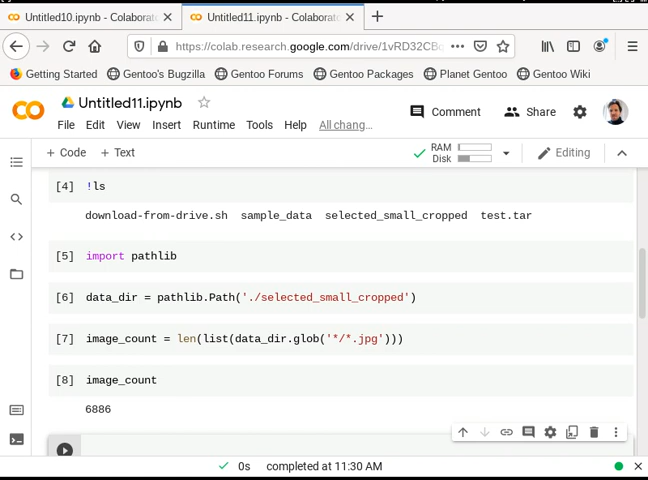 Untitled10.ipynb - Colaborat
Untitled11.ipynb - Colaborat
https://colab.research.google.com/drive/1vRD32CBc
Getting Started
Gentoo's Bugzilla
Gentoo Forums
Gentoo Packages
Planet Gentoo
Gentoo Wiki
Untitled11.ipynb
Comment
Share
File Edit View Insert Runtime Tools Help All chang...
+ Code + Text
RAM
Disk
Editing
[4] !ls
download-from-drive.sh sample_data selected_small_cropped test.tar
[5] import pathlib
[6] data_dir = pathlib.Path('./selected_small_cropped')
[7] image_count = len(list(data_dir.glob('*/*.jpg')))
[8] image_count
6886
0s completed at 11:30 AM